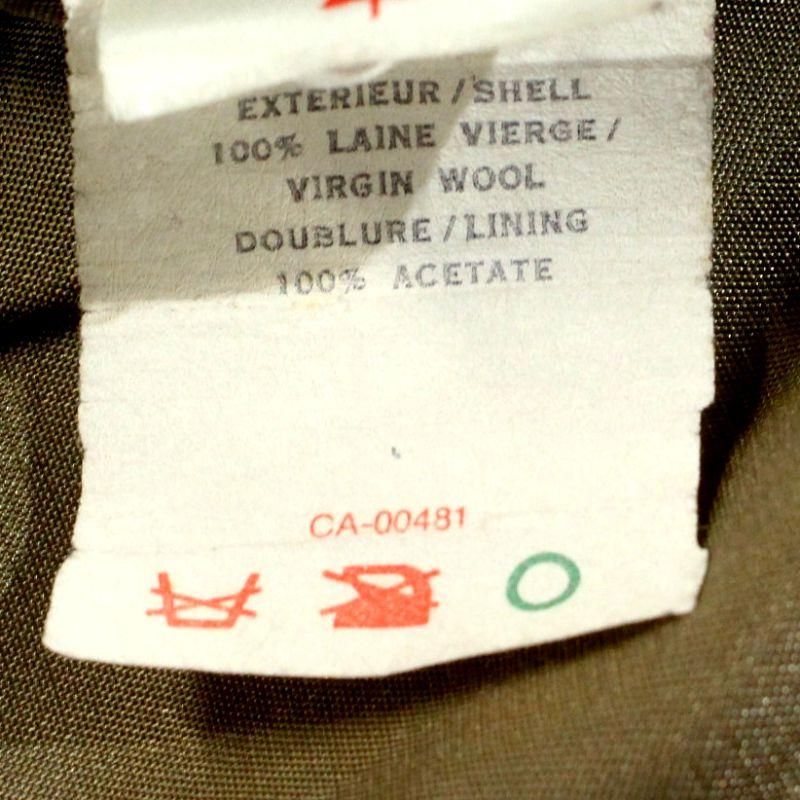 EXTERIEUR / SHELL
100% LAINE VIERGE /
VIRGIN WOOL
DOUBLURE / LINING
100% ACETATE
CA-00481